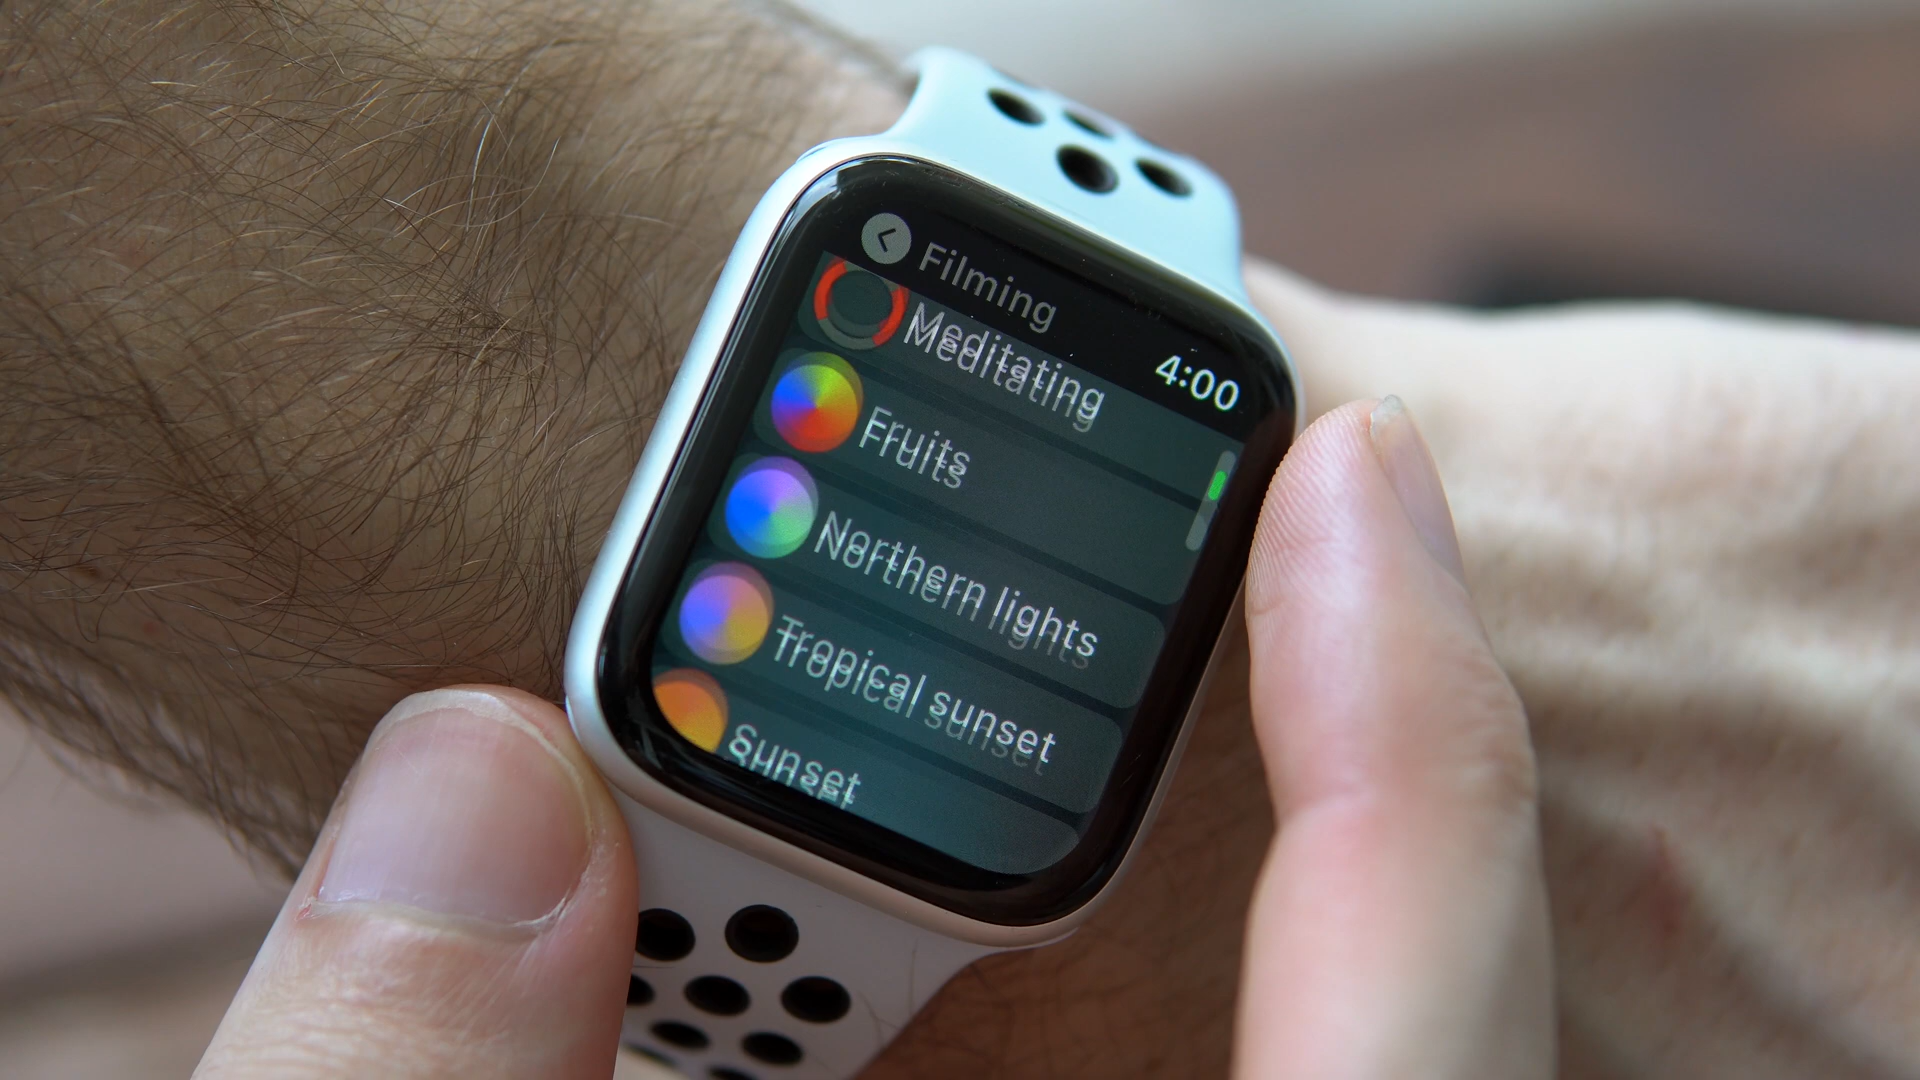 Filming
4:00
Meditating
Fruits
Northern lights
Tropical sunset
Sunset